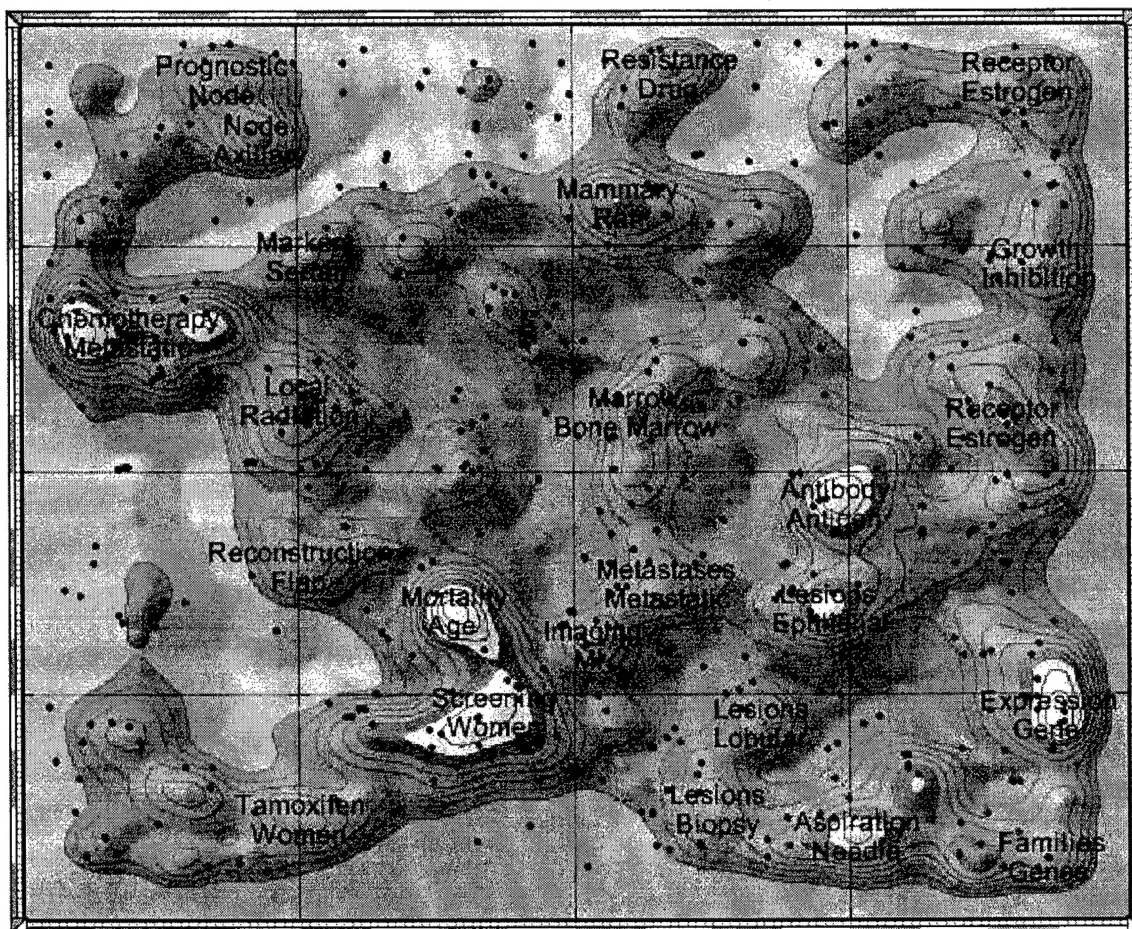 Prognostic
Node
Node
Axillary
Resistance
Drug
Receptor
Estrogen
Mammary
Rat
Marker
Serum
Growth
Inhibition
Chemotherapy
Metastatic
Local
Radiation
Marrow
Bone Marrow
Receptor
Estrogen
Antibody
Antigen
Reconstruction
Flap
Mortality
Age
Metastases
Metastatic
Lesions
Epithelial
Imaging
Screening
Women
Lesions
Lobular
Expression
Gene
Tamoxifen
Women
Lesions
Biopsy
Aspiration
Needle
Families
Genes